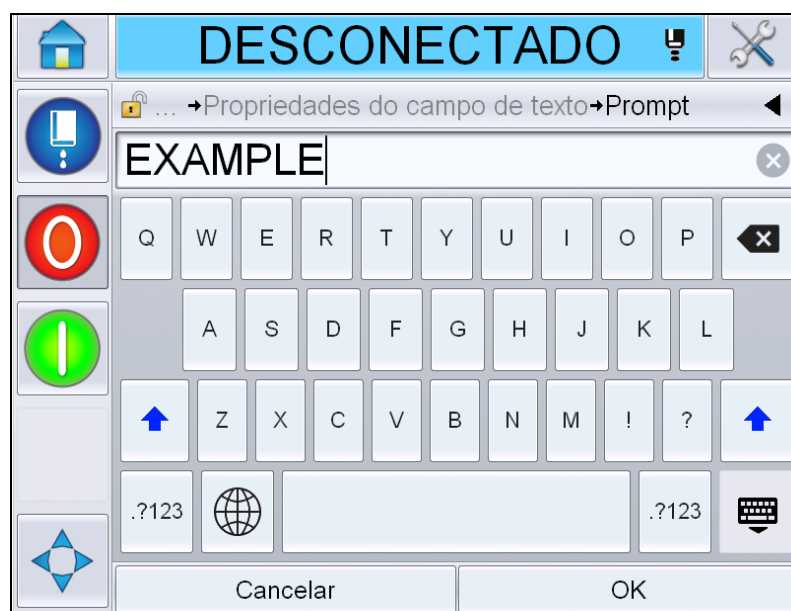 DESCONECTADO
... →Propriedades do campo de texto→Prompt
EXAMPLE
Q W E R T Y U I O P
A S D F G H J K L
Z X C V B N M ! ?
.?123 .?123
Cancelar OK